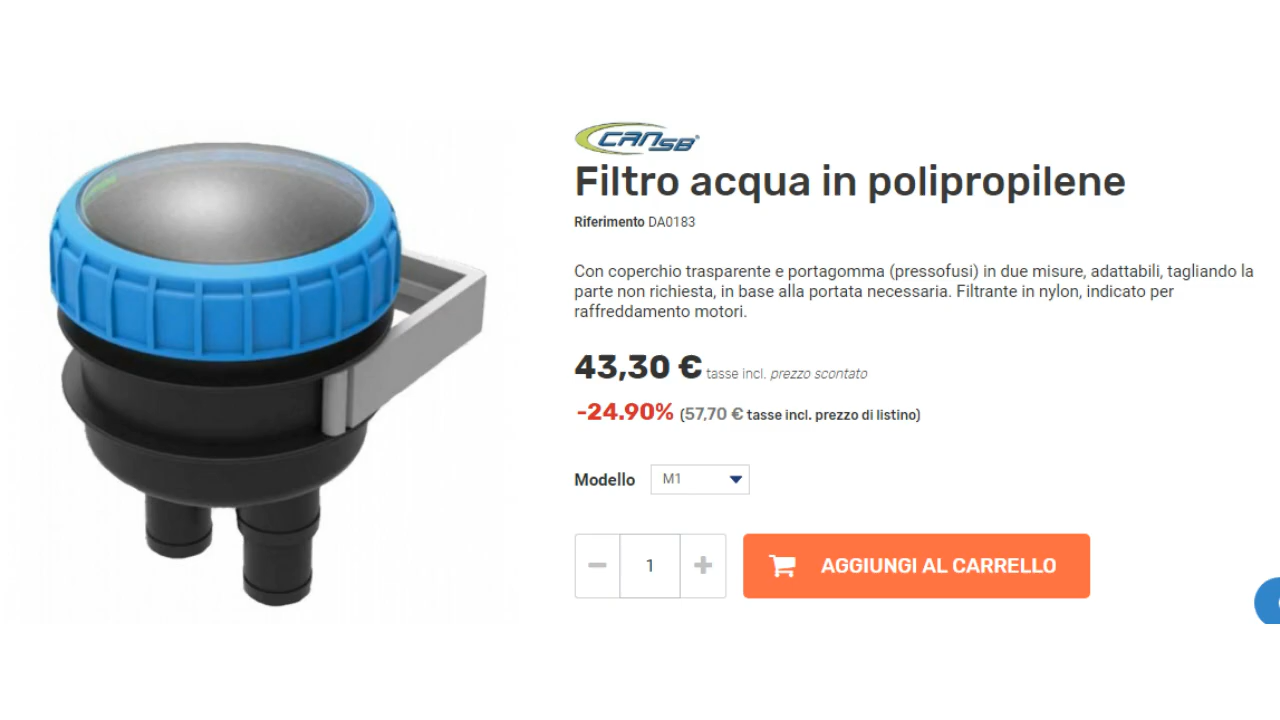 CAN SB®
Filtro acqua in polipropilene
Riferimento DA0183
Con coperchio trasparente e portagomma (pressofusi) in due misure, adattabili, tagliando la
parte non richiesta, in base alla portata necessaria. Filtrante in nylon, indicato per
raffreddamento motori.
43,30 € tasse incl. prezzo scontato
-24.90% (57,70 € tasse incl. prezzo di listino)
Modello M1
1
AGGIUNGI AL CARRELLO